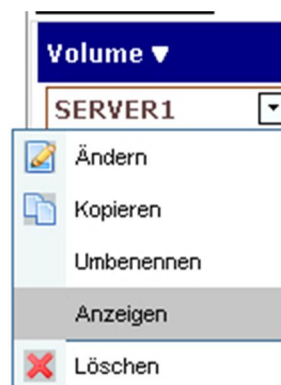 Volume ▼
SERVER1
Ändern
Kopieren
Umbenennen
Anzeigen
Löschen